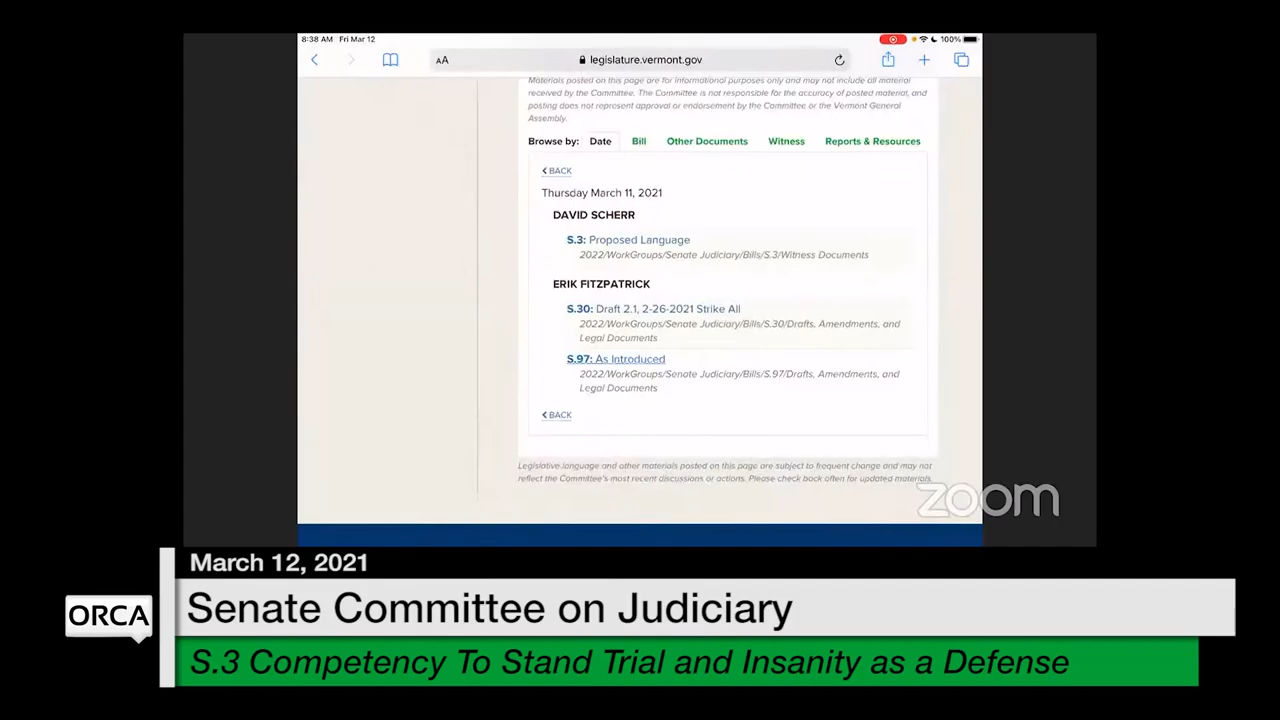 8:38 AM Fri Mar 12
100%
AA
legislature.vermont.gov
Materials posted on this page are for informational purposes only and may not include all material
received by the Committee. The Committee is not responsible for the accuracy of posted material, and
posting does not represent approval or endorsement by the Committee or the Vermont General
Assembly.
Browse by: Date Bill Other Documents Witness Reports & Resources
BACK
Thursday March 11, 2021
DAVID SCHERR
S.3: Proposed Language
2022/WorkGroups/Senate Judiciary/Bills/S.3/Witness Documents
ERIK FITZPATRICK
S.30: Draft 2.1, 2-26-2021 Strike All
2022/WorkGroups/Senate Judiciary/Bills/S.30/Drafts, Amendments, and
Legal Documents
S.97: As Introduced
2022/WorkGroups/Senate Judiciary/Bills/S.97/Drafts, Amendments, and
Legal Documents
BACK
Legislative language and other materials posted on this page are subject to frequent change and may not
reflect the Committee's most recent discussions or actions. Please check back often for updated materials.
zoom
March 12, 2021
ORCA
Senate Committee on Judiciary
S.3 Competency To Stand Trial and Insanity as a Defense